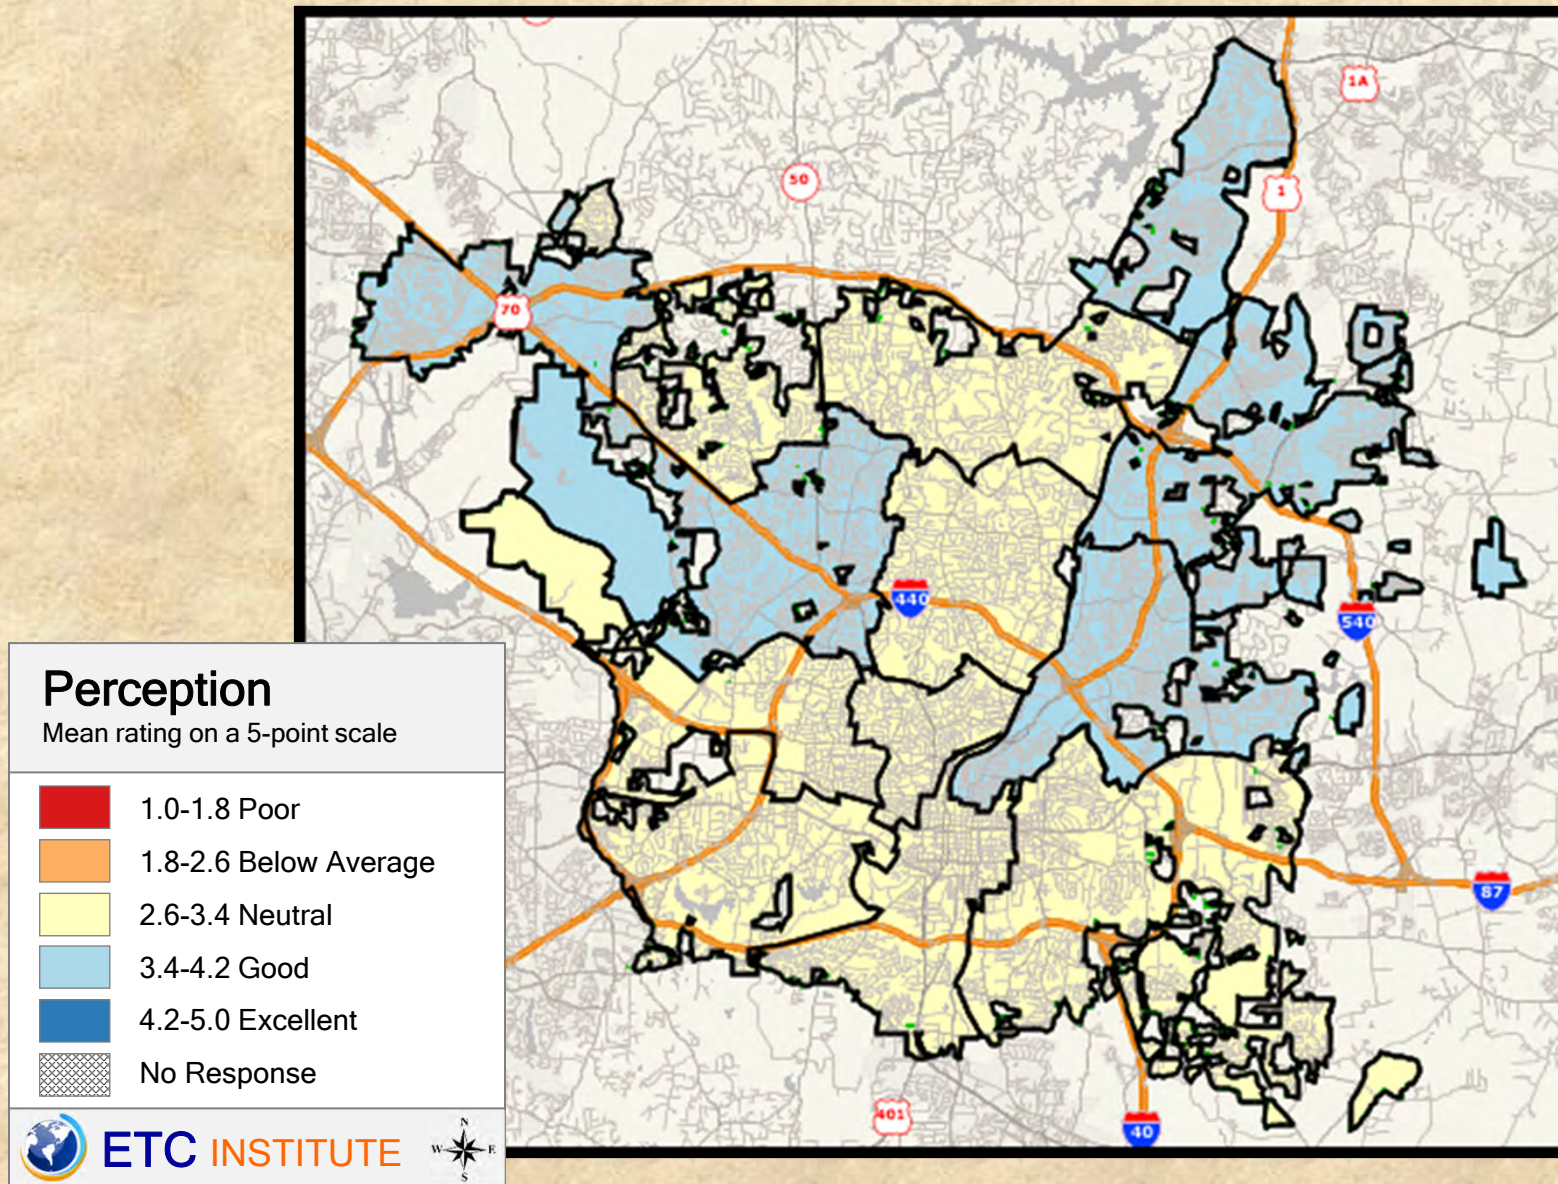 1A
1
50
70
440
540
87
401
40
Perception
Mean rating on a 5-point scale
1.0-1.8 Poor
1.8-2.6 Below Average
2.6-3.4 Neutral
3.4-4.2 Good
4.2-5.0 Excellent
No Response
ETC INSTITUTE
N
W E
S